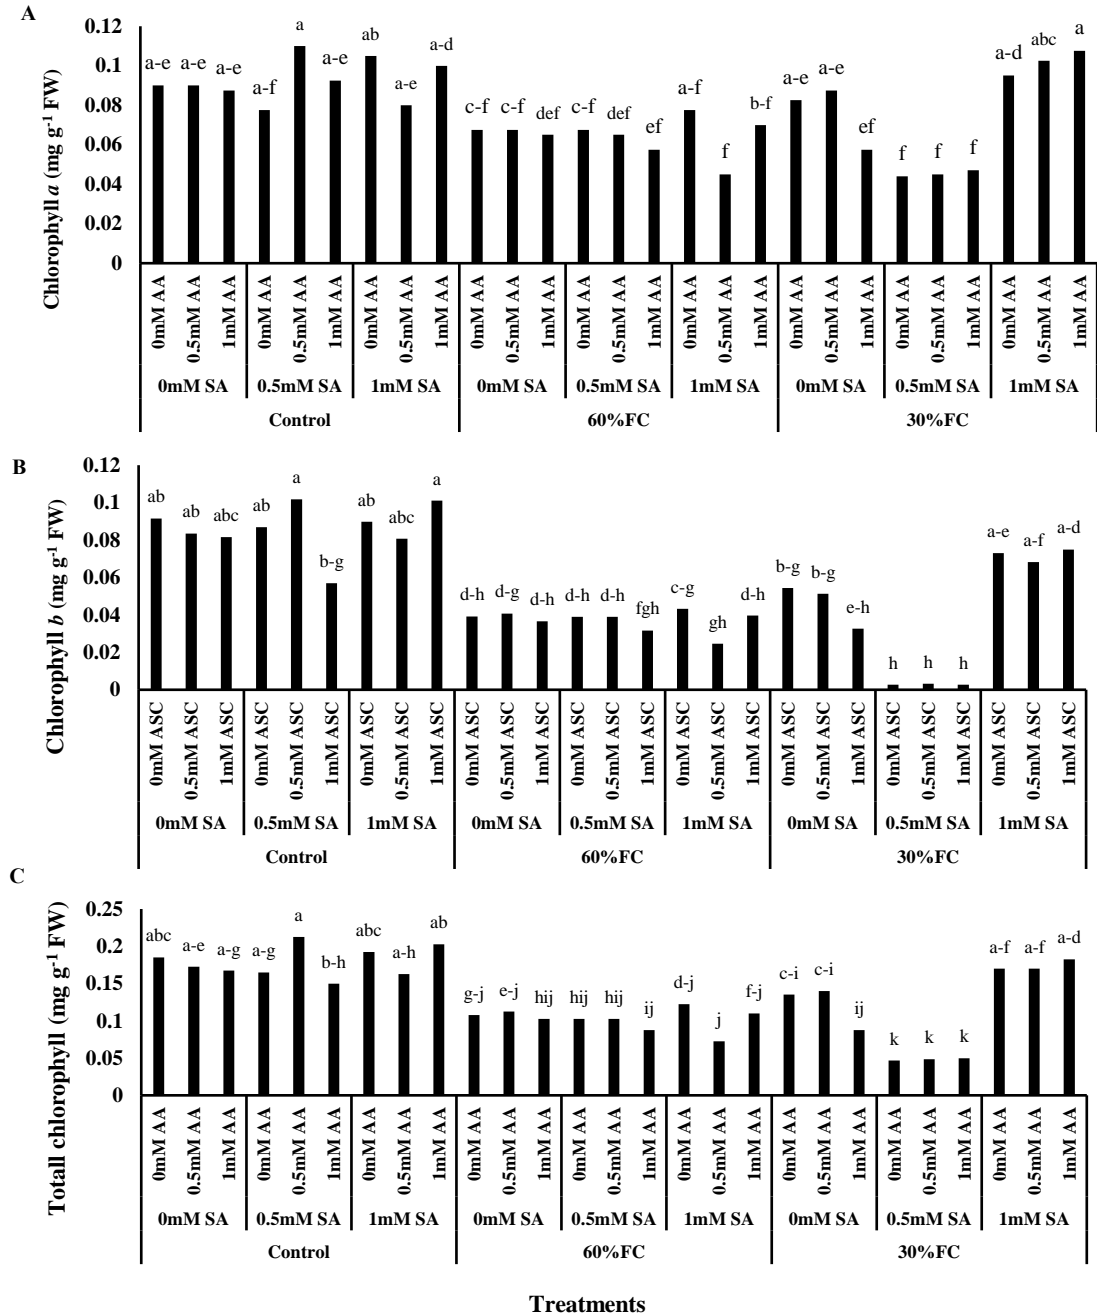 A
Chlorophyll a (mg g-1 FW)
0.12
0.1
0.08
0.06
0.04
0.02
0
a-e a-e a-e a-f a a-e ab a-e a-d c-f c-f def c-f def ef a-f f b-f a-e a-e ef f f f a-d abc a
0mM AA 0.5mM AA 1mM AA 0mM AA 0.5mM AA 1mM AA 0mM AA 0.5mM AA 1mM AA 0mM AA 0.5mM AA 1mM AA 0mM AA 0.5mM AA 1mM AA 0mM AA 0.5mM AA 1mM AA 0mM AA 0.5mM AA 1mM AA 0mM AA 0.5mM AA 1mM AA 0mM AA 0.5mM AA 1mM AA
0mM SA 0.5mM SA 1mM SA 0mM SA 0.5mM SA 1mM SA 0mM SA 0.5mM SA 1mM SA
Control 60%FC 30%FC
B
Chlorophyll b (mg g-1 FW)
0.12
0.1
0.08
0.06
0.04
0.02
0
ab ab abc ab a b-g ab abc a d-h d-g d-h d-h d-h fgh c-g gh d-h b-g b-g e-h h h h a-e a-f a-d
0mM ASC 0.5mM ASC 1mM ASC 0mM ASC 0.5mM ASC 1mM ASC 0mM ASC 0.5mM ASC 1mM ASC 0mM ASC 0.5mM ASC 1mM ASC 0mM ASC 0.5mM ASC 1mM ASC 0mM ASC 0.5mM ASC 1mM ASC 0mM ASC 0.5mM ASC 1mM ASC 0mM ASC 0.5mM ASC 1mM ASC 0mM ASC 0.5mM ASC 1mM ASC
0mM SA 0.5mM SA 1mM SA 0mM SA 0.5mM SA 1mM SA 0mM SA 0.5mM SA 1mM SA
Control 60%FC 30%FC
C
Totall chlorophyll (mg g-1 FW)
0.25
0.2
0.15
0.1
0.05
0
abc a-e a-g a-g a b-h abc a-h ab g-j e-j hij hij hij ij d-j j f-j c-i c-i ij k k k a-f a-f a-d
0mM AA 0.5mM AA 1mM AA 0mM AA 0.5mM AA 1mM AA 0mM AA 0.5mM AA 1mM AA 0mM AA 0.5mM AA 1mM AA 0mM AA 0.5mM AA 1mM AA 0mM AA 0.5mM AA 1mM AA 0mM AA 0.5mM AA 1mM AA 0mM AA 0.5mM AA 1mM AA 0mM AA 0.5mM AA 1mM AA
0mM SA 0.5mM SA 1mM SA 0mM SA 0.5mM SA 1mM SA 0mM SA 0.5mM SA 1mM SA
Control 60%FC 30%FC
Treatments